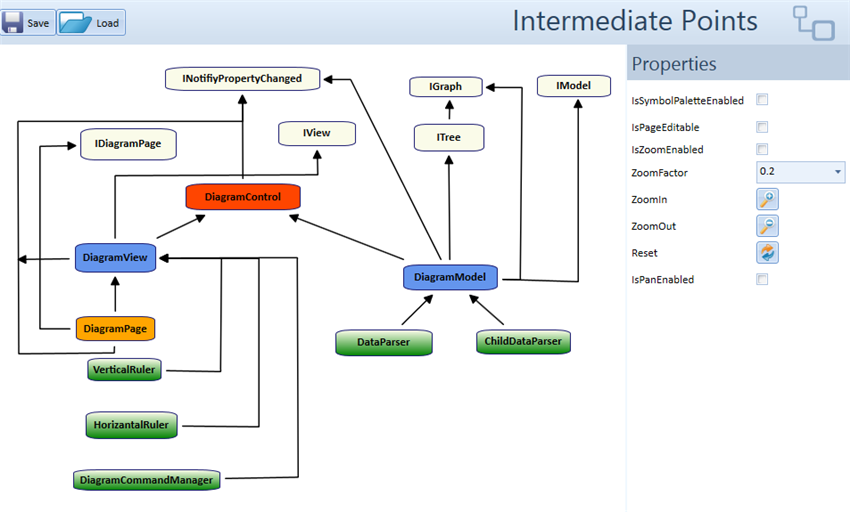 Save
Load
Intermediate Points
INotifiyPropertyChanged
IGraph
IModel
IDiagramPage
IView
ITree
DiagramControl
DiagramView
DiagramModel
DiagramPage
DataParser
ChildDataParser
VerticalRuler
HorizantalRuler
DiagramCommandManager
Properties
IsSymbolPaletteEnabled
IsPageEditable
IsZoomEnabled
ZoomFactor 0.2
ZoomIn
ZoomOut
Reset
IsPanEnabled